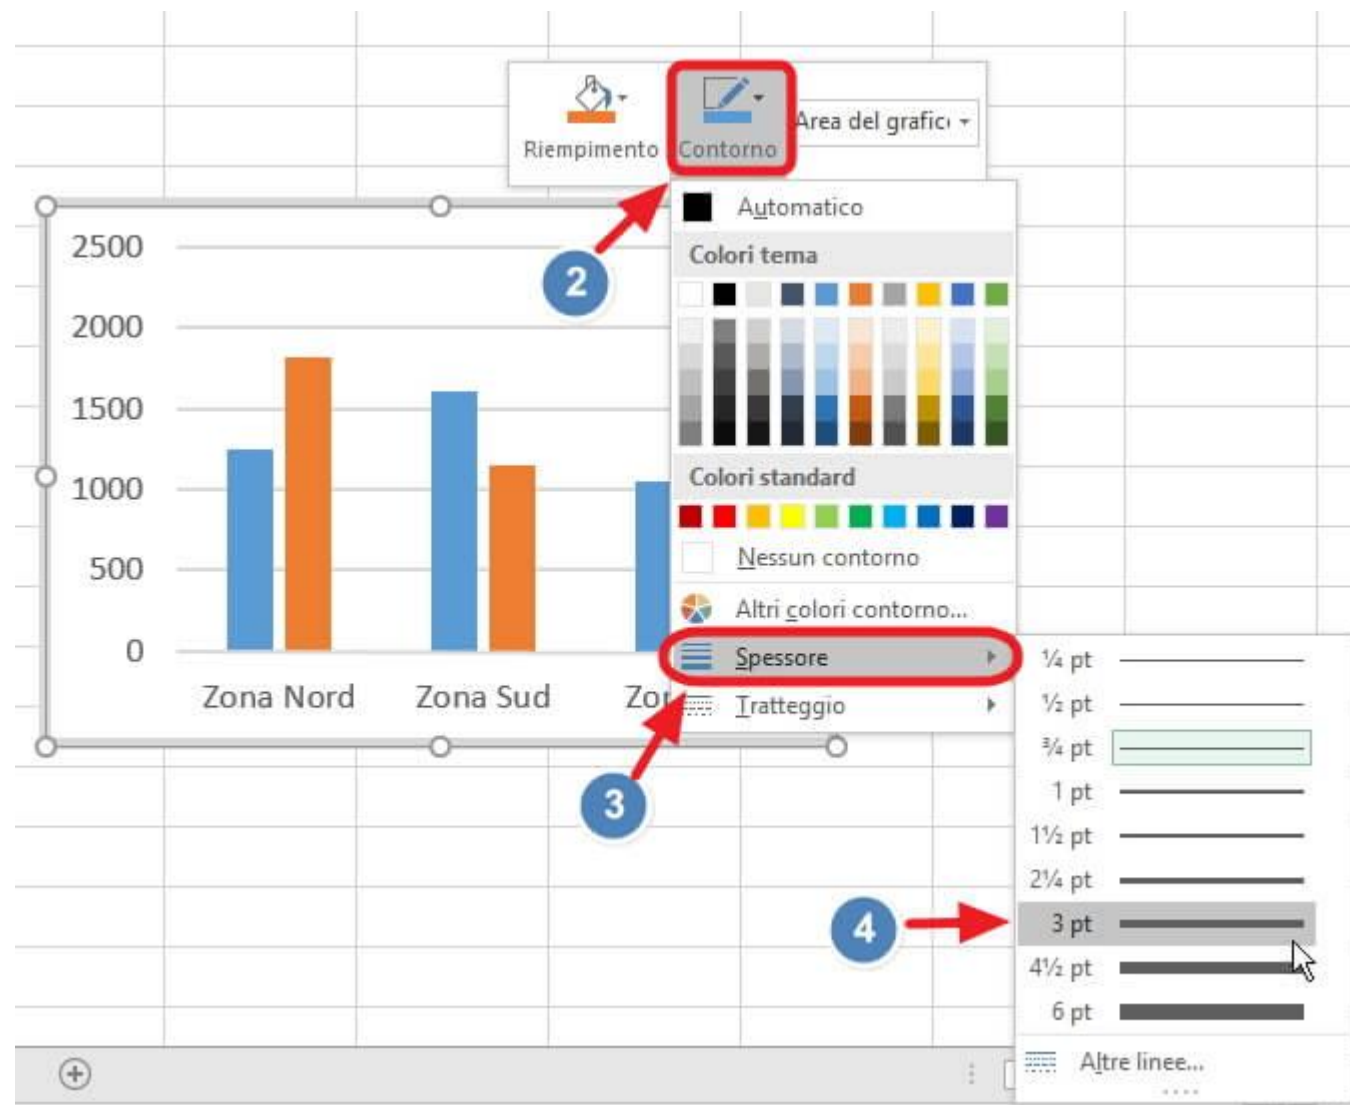 Riempimento
Contorno
Area del grafic
2
Automatico
Colori tema
2500
2000
1500
1000
500
0
Zona Nord
Zona Sud
Zon
Colori standard
Nessun contorno
Altri colori contorno...
Spessore
Tratteggio
3
¼ pt
½ pt
¾ pt
1 pt
1½ pt
2¼ pt
4
3 pt
4½ pt
6 pt
Altre linee...